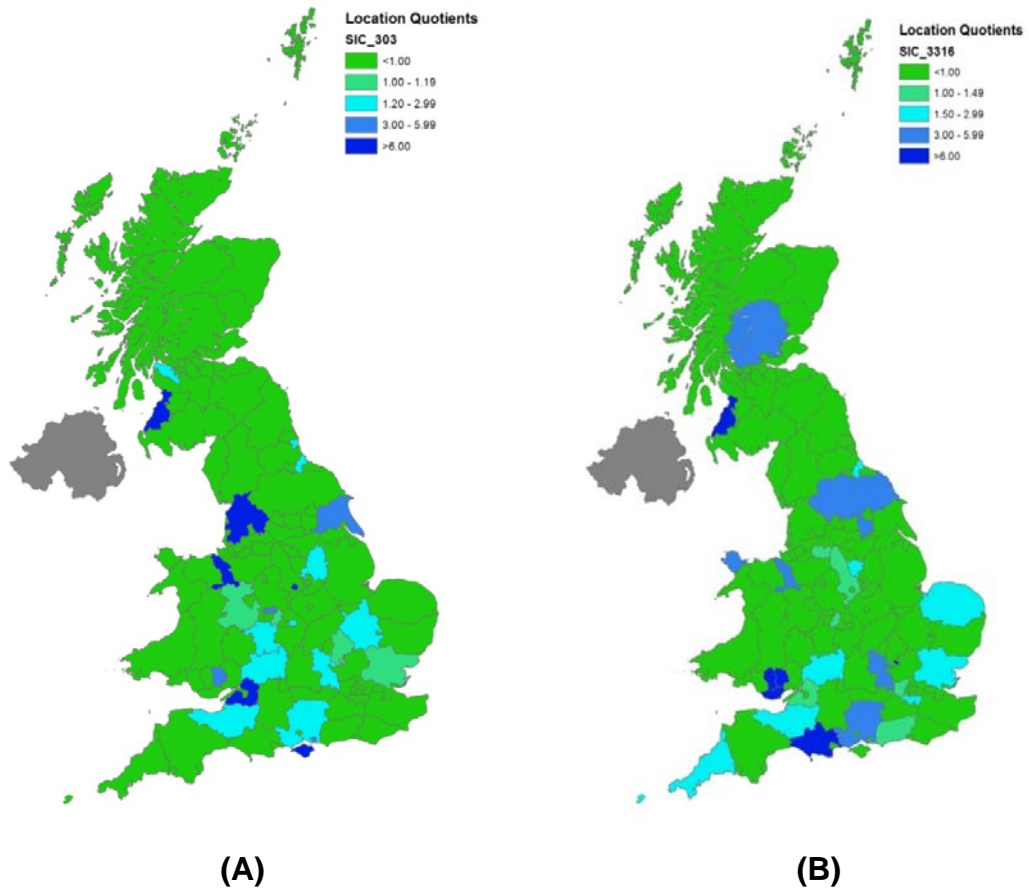 Location Quotients
SIC_303
<1.00
1.00 - 1.19
1.20 - 2.99
3.00 - 5.99
>6.00
Location Quotients
SIC_3316
<1.00
1.00 - 1.49
1.50 - 2.99
3.00 - 5.99
>6.00
(A)
(B)